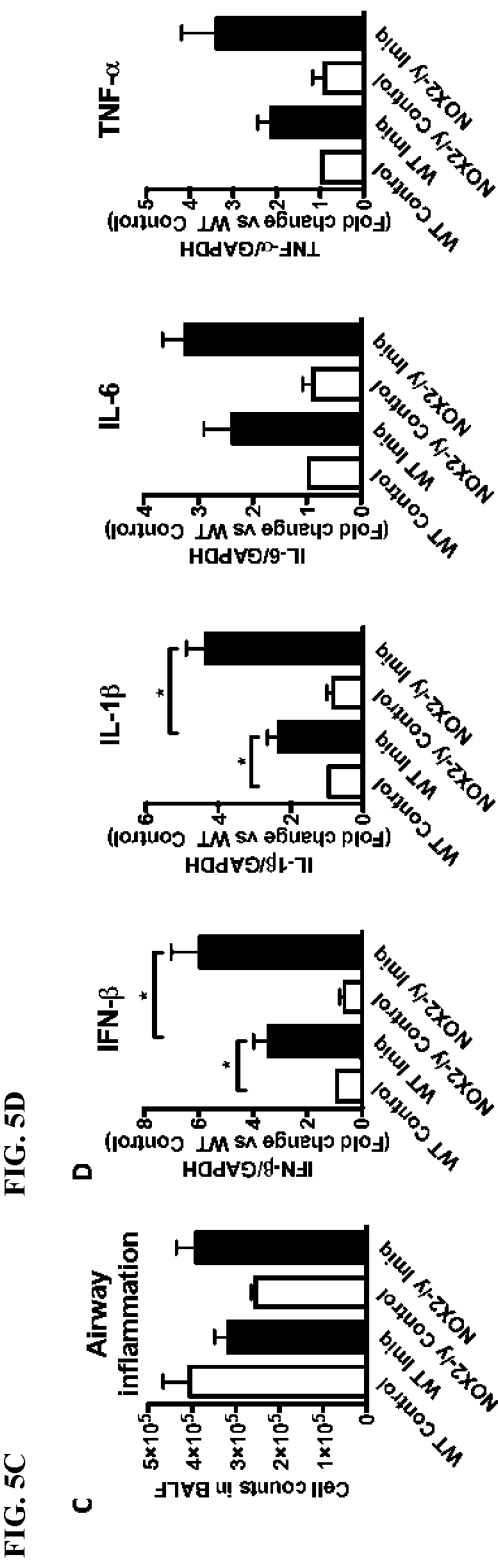 FIG. 5C
FIG. 5D
C
Airway
inflammation
Cell counts in BALF
5×10⁵
4×10⁵
3×10⁵
2×10⁵
1×10⁵
0
WT Control
WT Imiq
NOX2-/y Control
NOX2-/y Imiq
D
IFN-β
IFN-β/GAPDH
(Fold change vs WT Control)
8
6
4
2
0
*
*
WT Control
WT Imiq
NOX2-/y Control
NOX2-/y Imiq
IL-1β
IL-1β/GAPDH
(Fold change vs WT Control)
6
4
2
0
*
*
WT Control
WT Imiq
NOX2-/y Control
NOX2-/y Imiq
IL-6
IL-6/GAPDH
(Fold change vs WT Control)
4
3
2
1
0
WT Control
WT Imiq
NOX2-/y Control
NOX2-/y Imiq
TNF-α
TNF-α/GAPDH
(Fold change vs WT Control)
5
4
3
2
1
0
WT Control
WT Imiq
NOX2-/y Control
NOX2-/y Imiq